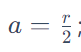 a = r/2 ;